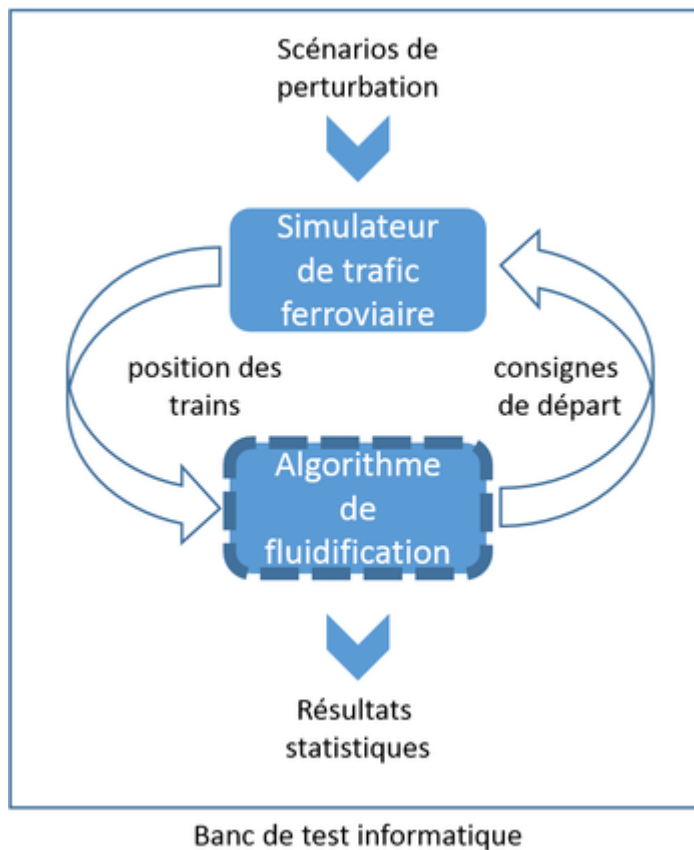 Scénarios de
perturbation
Simulateur
de trafic
ferroviaire
position des
trains
consignes
de départ
Algorithme
de
fluidification
Résultats
statistiques
Banc de test informatique